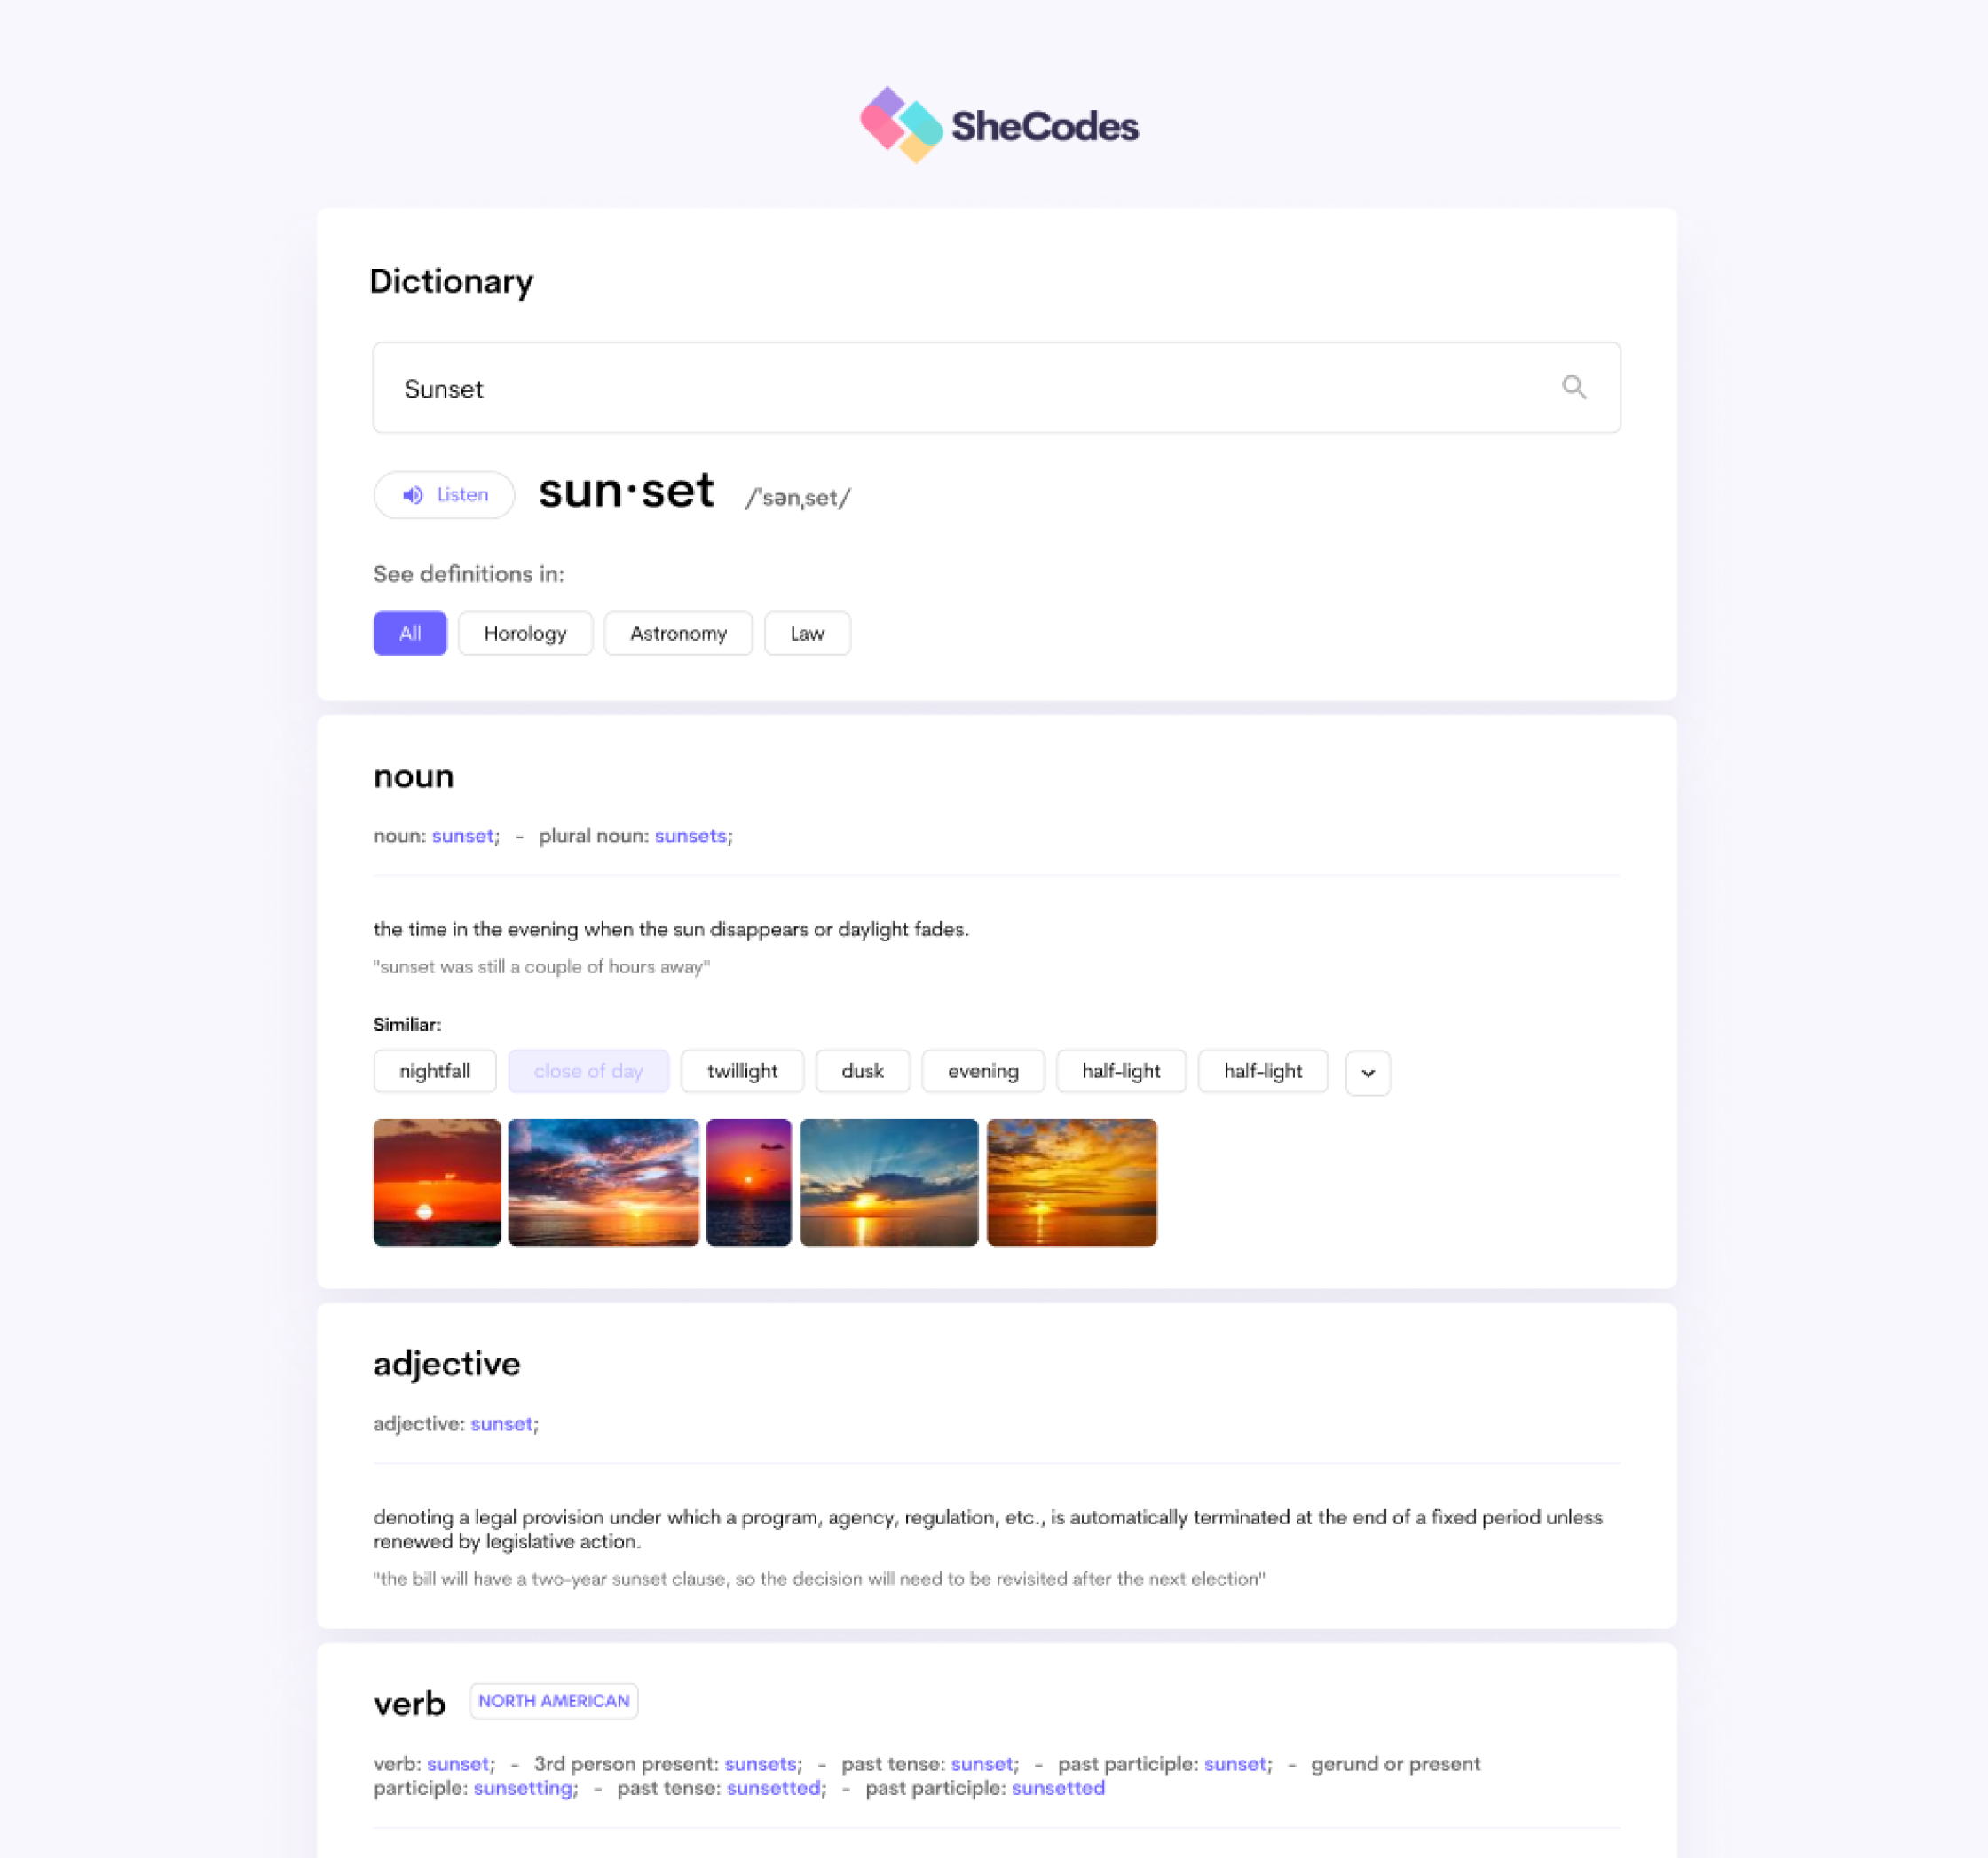 SheCodes
Dictionary
Sunset
Listen sun·set /ˈsənˌset/
See definitions in:
All Horology Astronomy Law
noun
noun: sunset; - plural noun: sunsets;
the time in the evening when the sun disappears or daylight fades.
"sunset was still a couple of hours away"
Similiar:
nightfall close of day twillight dusk evening half-light half-light
adjective
adjective: sunset;
denoting a legal provision under which a program, agency, regulation, etc., is automatically terminated at the end of a fixed period unless
renewed by legislative action.
"the bill will have a two-year sunset clause, so the decision will need to be revisited after the next election"
verb NORTH AMERICAN
verb: sunset; - 3rd person present: sunsets; - past tense: sunset; - past participle: sunset; - gerund or present
participle: sunsetting; - past tense: sunsetted; - past participle: sunsetted